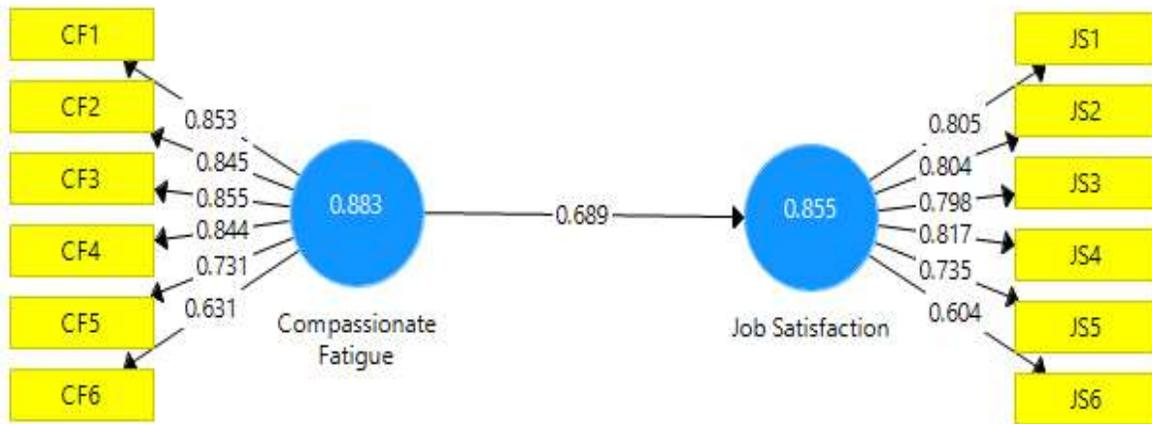 CF1
CF2
CF3
CF4
CF5
CF6
0.853
0.845
0.855
0.844
0.731
0.631
0.883
Compassionate
Fatigue
0.689
0.855
Job Satisfaction
0.805
0.804
0.798
0.817
0.735
0.604
JS1
JS2
JS3
JS4
JS5
JS6